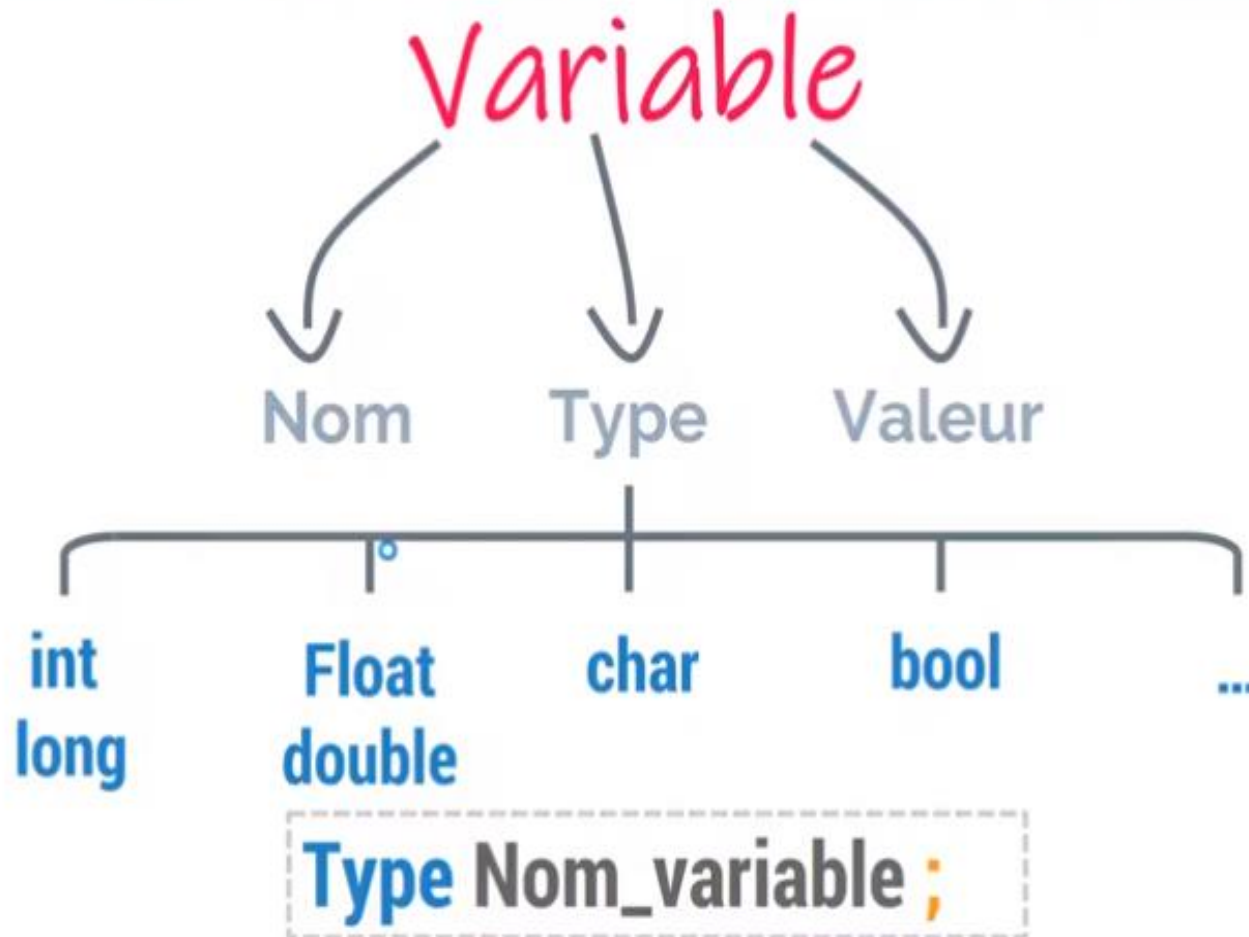 Variable
Nom Type Valeur
int Float char bool ...
long double
Type Nom_variable ;